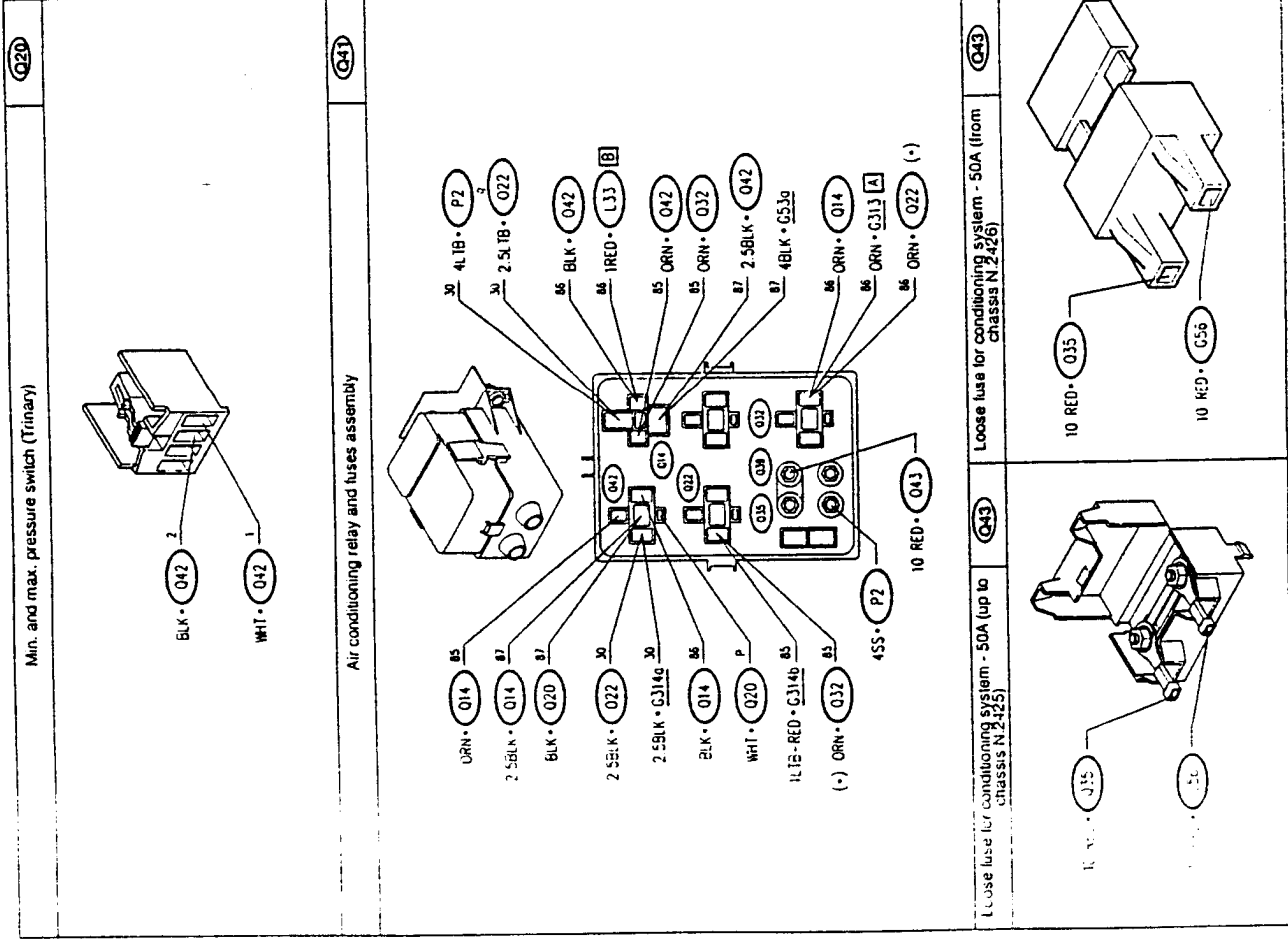 Min. and max. pressure switch (Trinary)
Q20
BLK • Q42 2
WHT • Q42 1
Air conditioning relay and fuses assembly
Q41
ORN • Q14 85
2.5BLK • Q14 87
BLK • Q20 87
2.5BLK • Q22 30
2.5BLK • G314a 30
BLK • Q14 86
WHT • Q20 P
1LTB-RED • G314b 85
(•) ORN • Q32 85
4SS • P2
10 RED • Q43
Q42
Q14
Q22
Q35
Q39
Q32
30 4LTB • P2
30 2.5LTB • Q22
86 BLK • Q42
86 1RED • L33 B
85 ORN • Q42
85 ORN • Q32
87 2.5BLK • Q42
87 4BLK • G53a
86 ORN • Q14
86 ORN • G313 A
86 ORN • Q22 (•)
Loose fuse for conditioning system - 50A (up to
chassis N.2425)
Q43
Q35
Loose fuse for conditioning system - 50A (from
chassis N.2426)
Q43
10 RED • Q35
10 RED • G56